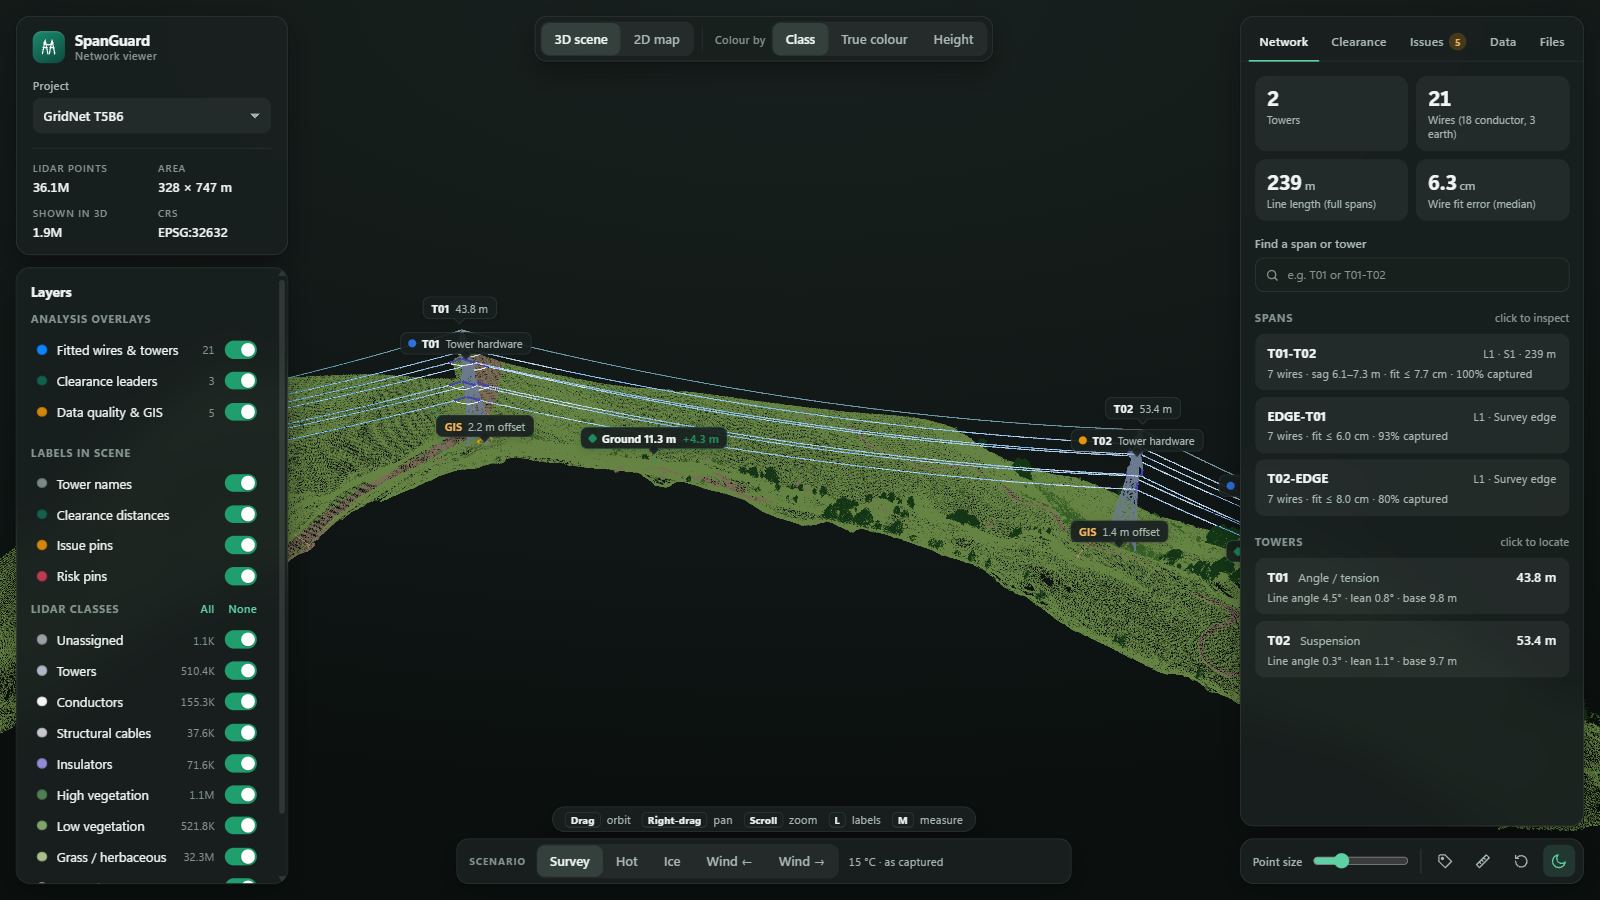 SpanGuard
Network viewer
Project
GridNet T5B6
LIDAR POINTS
36.1M
AREA
328 × 747 m
SHOWN IN 3D
1.9M
CRS
EPSG:32632
Layers
ANALYSIS OVERLAYS
Fitted wires & towers 21
Clearance leaders 3
Data quality & GIS 5
LABELS IN SCENE
Tower names
Clearance distances
Issue pins
Risk pins
LIDAR CLASSES All None
Unassigned 1.1K
Towers 510.4K
Conductors 155.3K
Structural cables 37.6K
Insulators 71.6K
High vegetation 1.1M
Low vegetation 521.8K
Grass / herbaceous 32.3M
3D scene 2D map Colour by Class True colour Height
T01 43.8 m
T01 Tower hardware
GIS 2.2 m offset
Ground 11.3 m +4.3 m
T02 53.4 m
T02 Tower hardware
GIS 1.4 m offset
Drag orbit Right-drag pan Scroll zoom L labels M measure
SCENARIO Survey Hot Ice Wind ← Wind → 15 °C · as captured
Network Clearance Issues 5 Data Files
2
Towers
21
Wires (18 conductor, 3
earth)
239 m
Line length (full spans)
6.3 cm
Wire fit error (median)
Find a span or tower
e.g. T01 or T01-T02
SPANS click to inspect
T01-T02 L1 · S1 · 239 m
7 wires · sag 6.1–7.3 m · fit ≤ 7.7 cm · 100% captured
EDGE-T01 L1 · Survey edge
7 wires · fit ≤ 6.0 cm · 93% captured
T02-EDGE L1 · Survey edge
7 wires · fit ≤ 8.0 cm · 80% captured
TOWERS click to locate
T01 Angle / tension 43.8 m
Line angle 4.5° · lean 0.8° · base 9.8 m
T02 Suspension 53.4 m
Line angle 0.3° · lean 1.1° · base 9.7 m
Point size